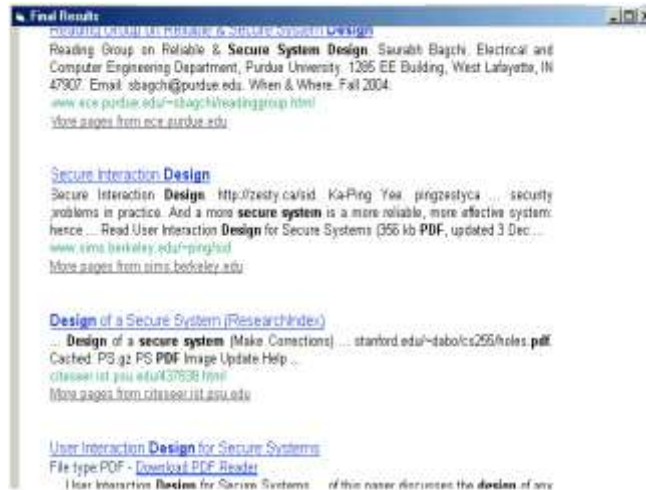 Final Results
Reading Group on Reliable & Secure System Design
Reading Group on Reliable & Secure System Design. Saurabh Bagchi. Electrical and
Computer Engineering Department, Purdue University. 1285 EE Building, West Lafayette, IN
47907. Email: sbagchi@purdue.edu. When & Where. Fall 2004:
www.ece.purdue.edu/~sbagchi/readinggroup.html
More pages from ece.purdue.edu
Secure Interaction Design
Secure Interaction Design. http://zesty.ca/sid. Ka-Ping Yee. pingzestyca ... security
problems in practice. And a more secure system is a more reliable, more effective system:
hence ... Read User Interaction Design for Secure Systems (356 kb PDF, updated 3 Dec ...
www.sims.berkeley.edu/~ping/sid
More pages from sims.berkeley.edu
Design of a Secure System (ResearchIndex)
... Design of a secure system (Make Corrections) ... stanford.edu/~dabo/cs255/holes.pdf.
Cached: PS.gz PS PDF Image Update Help ...
citeseer.ist.psu.edu/437638.html
More pages from citeseer.ist.psu.edu
User Interaction Design for Secure Systems
File type:PDF - Download PDF Reader
... User Interaction Design for Secure Systems ... of this paper discusses the design of any